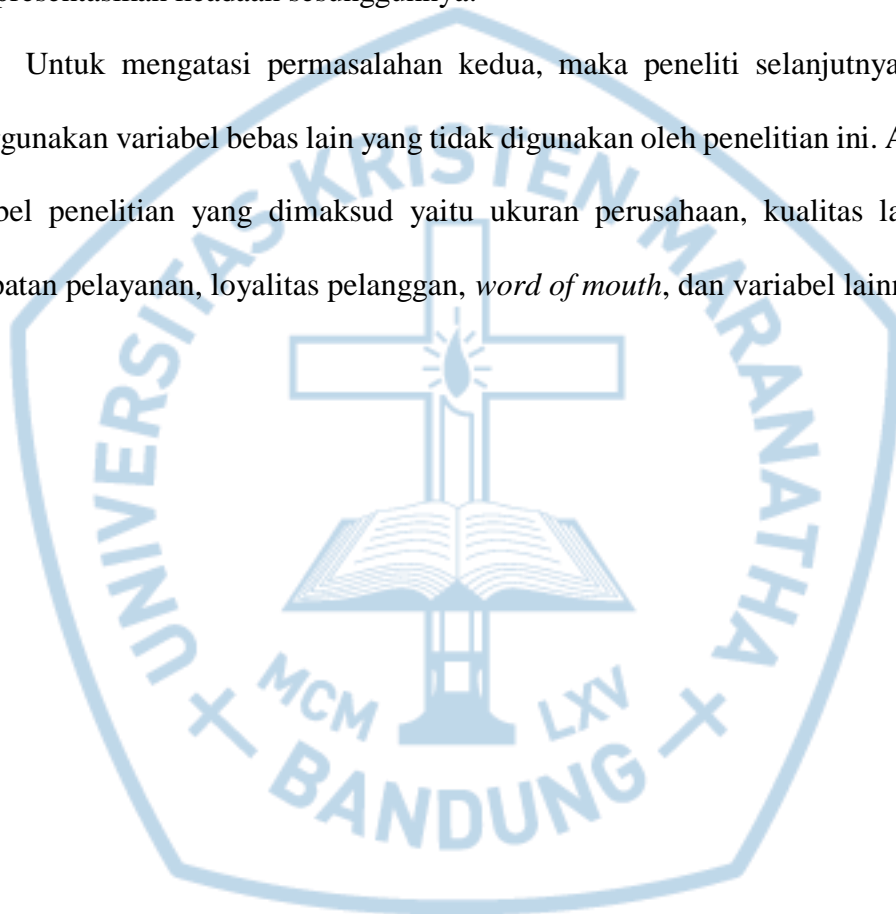 Untuk mengatasi permasalahan kedua, maka peneliti selanjutnya
gunakan variabel bebas lain yang tidak digunakan oleh penelitian ini. A
bel penelitian yang dimaksud yaitu ukuran perusahaan, kualitas la
patan pelayanan, loyalitas pelanggan, word of mouth, dan variabel lainn
UNIVERSITAS KRISTEN MARANATHA
MCM LXV
BANDUNG